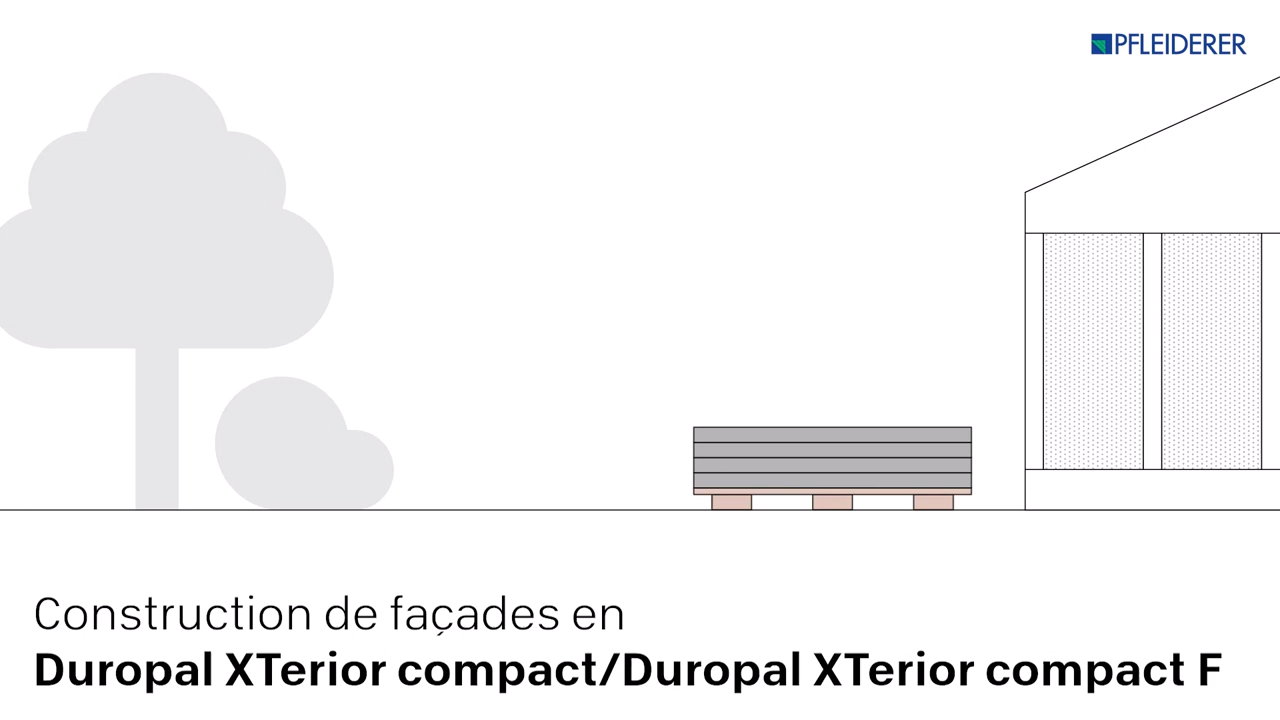 PFLEIDERER
Construction de façades en
Duropal XTerior compact/Duropal XTerior compact F